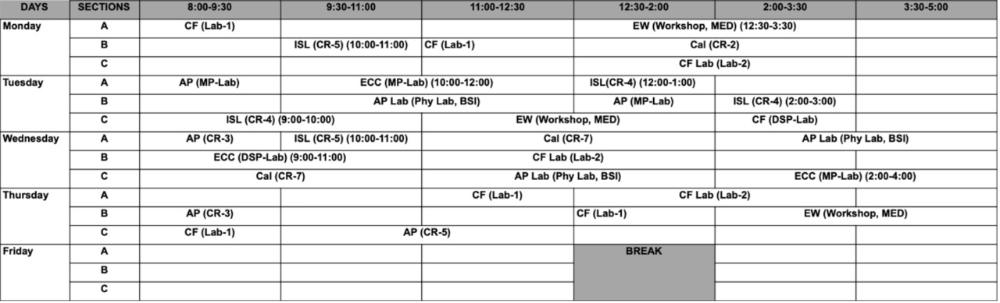 DAYS SECTIONS 8:00-9:30 9:30-11:00 11:00-12:30 12:30-2:00 2:00-3:30 3:30-5:00
Monday A CF (Lab-1) EW (Workshop, MED) (12:30-3:30)
B ISL (CR-5) (10:00-11:00) CF (Lab-1) Cal (CR-2)
C CF Lab (Lab-2)
Tuesday A AP (MP-Lab) ECC (MP-Lab) (10:00-12:00) ISL(CR-4) (12:00-1:00)
B AP Lab (Phy Lab, BSI) AP (MP-Lab) ISL (CR-4) (2:00-3:00)
C ISL (CR-4) (9:00-10:00) EW (Workshop, MED) CF (DSP-Lab)
Wednesday A AP (CR-3) ISL (CR-5) (10:00-11:00) Cal (CR-7) AP Lab (Phy Lab, BSI)
B ECC (DSP-Lab) (9:00-11:00) CF Lab (Lab-2)
C Cal (CR-7) AP Lab (Phy Lab, BSI) ECC (MP-Lab) (2:00-4:00)
Thursday A CF (Lab-1) CF Lab (Lab-2)
B AP (CR-3) CF (Lab-1) EW (Workshop, MED)
C CF (Lab-1) AP (CR-5)
Friday A BREAK
B
C